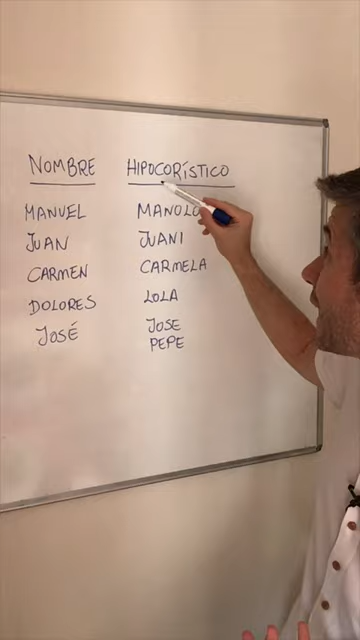 NOMBRE HIPOCORÍSTICO
MANUEL MANOLO
JUAN JUANI
CARMEN CARMELA
DOLORES LOLA
JOSÉ JOSE
PEPE